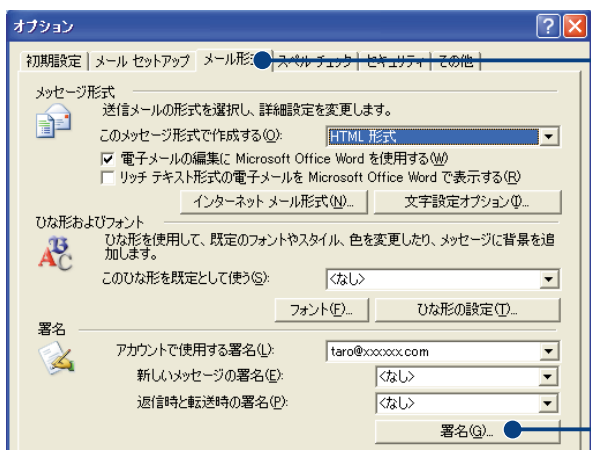 オプション
初期設定 メール セットアップ メール形 スペル チェック セキュリティ その他
メッセージ形式
送信メールの形式を選択し、詳細設定を変更します。
このメッセージ形式で作成する(O): HTML 形式
電子メールの編集に Microsoft Office Word を使用する(W)
リッチ テキスト形式の電子メールを Microsoft Office Word で表示する(R)
インターネット メール形式(N)... 文字設定オプション(I)...
ひな形およびフォント
ひな形を使用して、既定のフォントやスタイル、色を変更したり、メッセージに背景を追
加します。
このひな形を既定として使う(S): <なし>
フォント(F)... ひな形の設定(T)...
署名
アカウントで使用する署名(L): taro@xxxxxx.com
新しいメッセージの署名(E): <なし>
返信時と転送時の署名(P): <なし>
署名(G)...